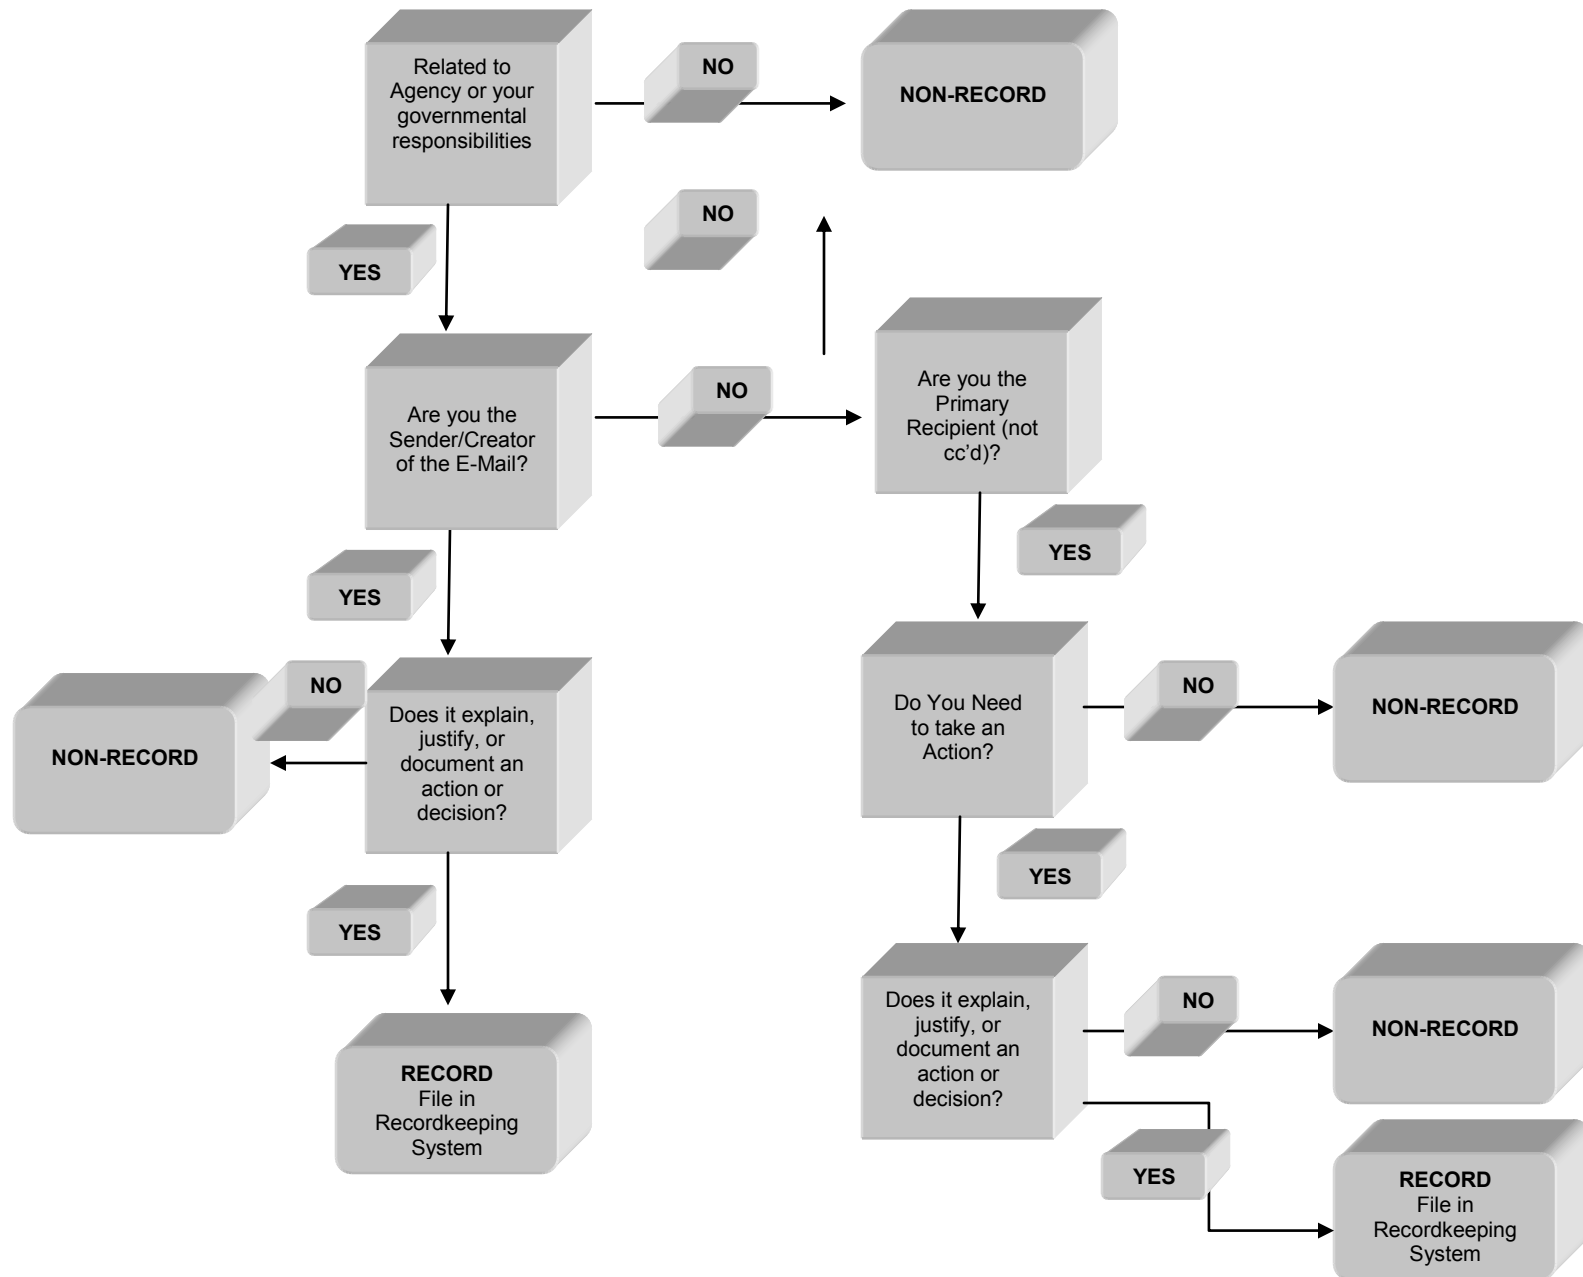 Related to
Agency or your
governmental
responsibilities
NO
NON-RECORD
NO
YES
Are you the
Sender/Creator
of the E-Mail?
NO
Are you the
Primary
Recipient (not
cc’d)?
YES
YES
NON-RECORD
NO
Does it explain,
justify, or
document an
action or
decision?
Do You Need
to take an
Action?
NO
NON-RECORD
YES
YES
RECORD
File in
Recordkeeping
System
Does it explain,
justify, or
document an
action or
decision?
NO
NON-RECORD
YES
RECORD
File in
Recordkeeping
System